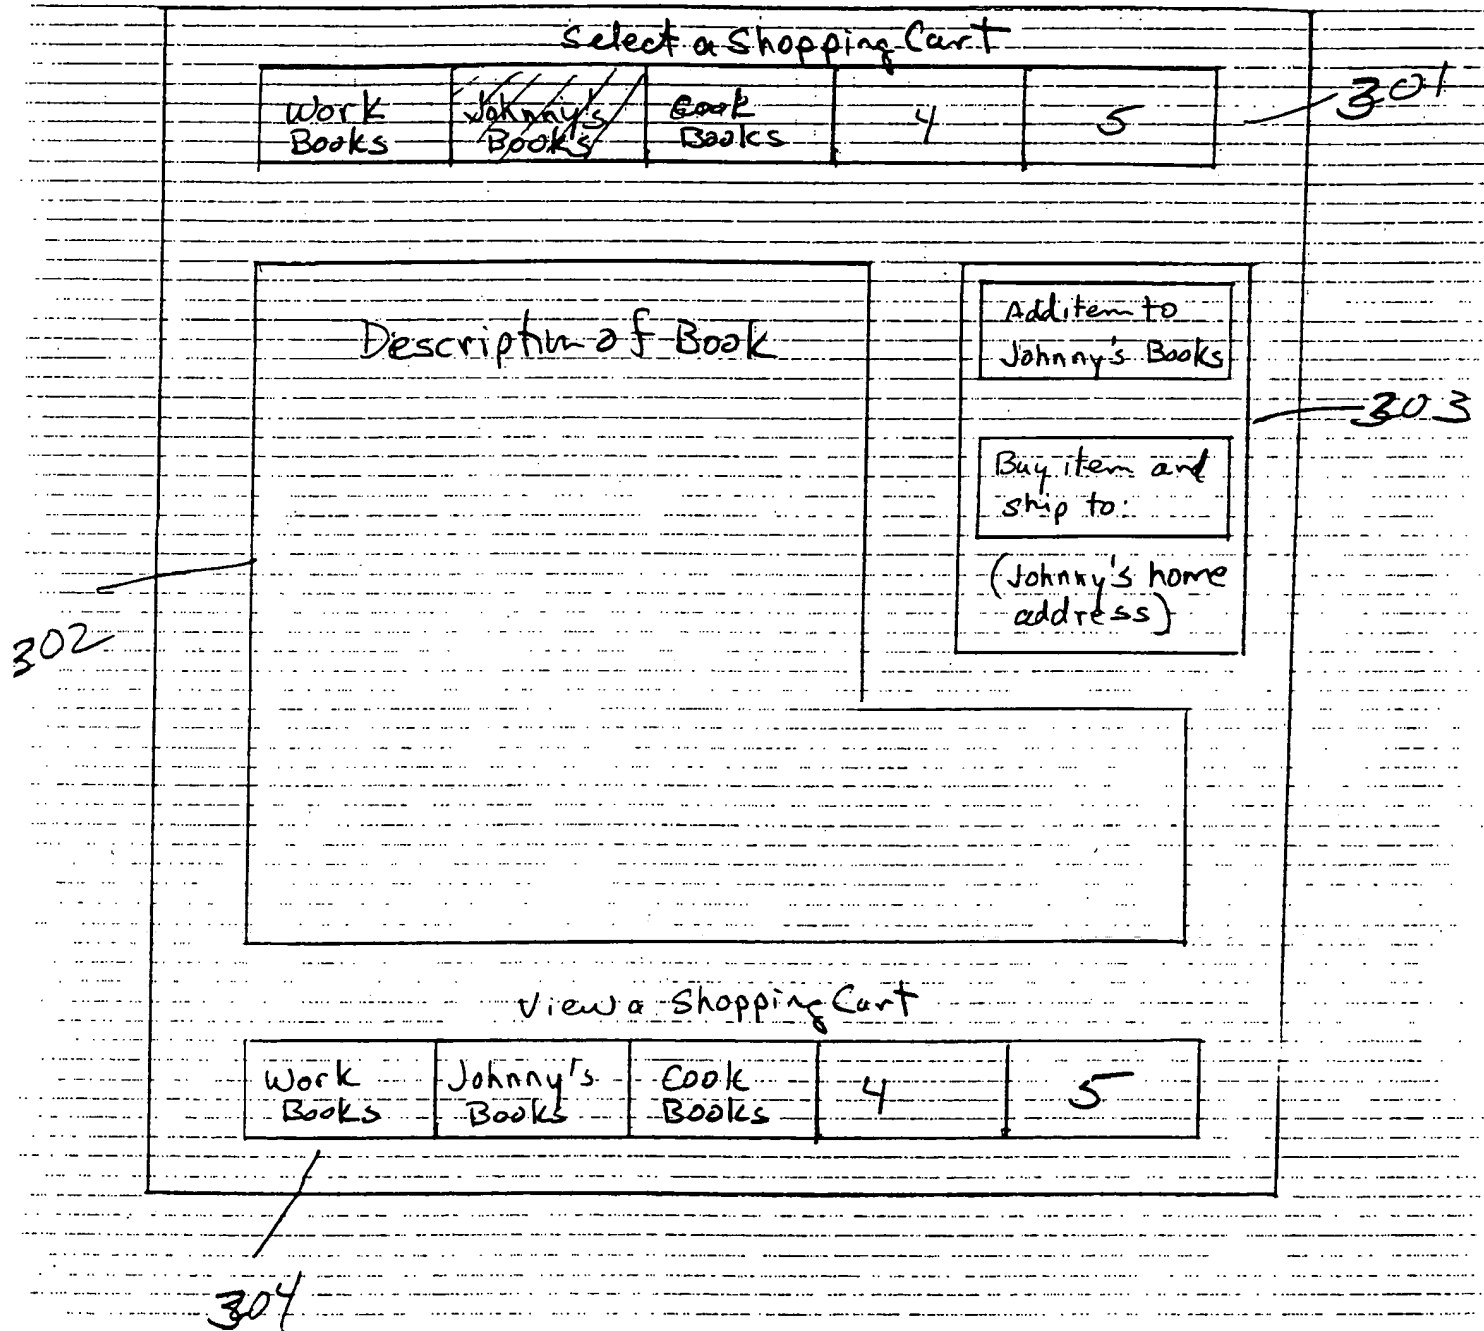 Select a Shopping Cart
Work
Books
Johnny's
Books
Cook
Books
4
5
301
Description of Book
Add item to
Johnny's Books
303
Buy item and
ship to:
(Johnny's home
address)
302
View a Shopping Cart
Work
Books
Johnny's
Books
Cook
Books
4
5
304